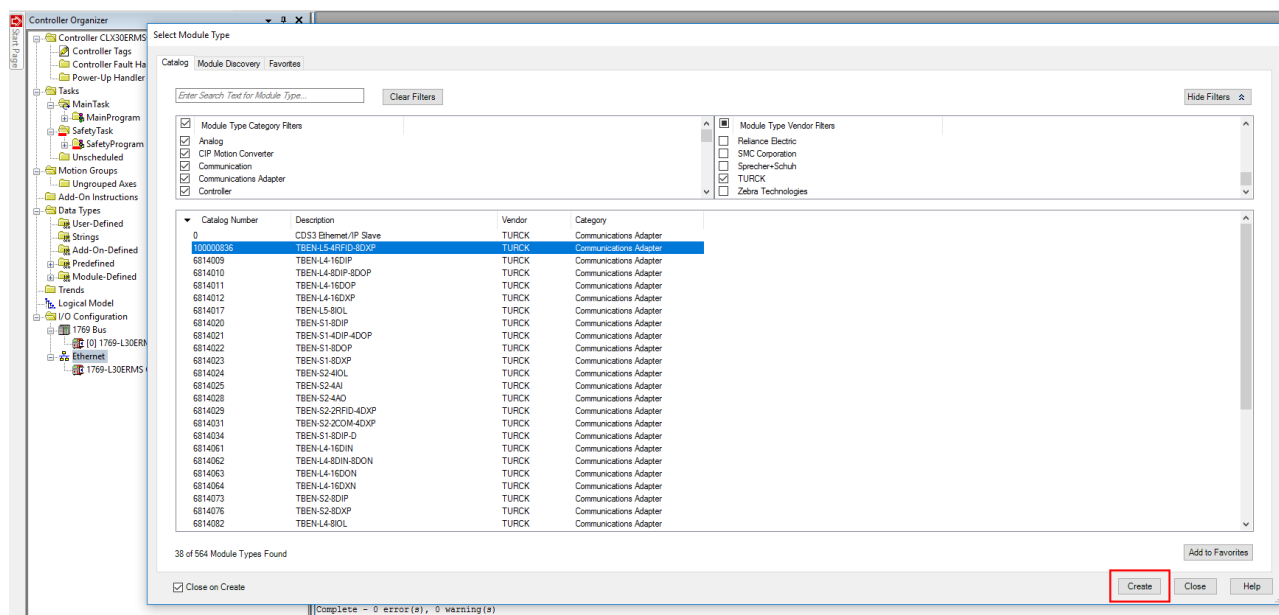 Controller Organizer
Start Page
Controller CLX30ERMS
Controller Tags
Controller Fault Ha
Power-Up Handler
Tasks
MainTask
MainProgram
SafetyTask
SafetyProgram
Unscheduled
Motion Groups
Ungrouped Axes
Add-On Instructions
Data Types
User-Defined
Strings
Add-On-Defined
Predefined
Module-Defined
Trends
Logical Model
I/O Configuration
1769 Bus
[0] 1769-L30ERM
Ethernet
1769-L30ERMS
Select Module Type
Catalog Module Discovery Favorites
Enter Search Text for Module Type... Clear Filters Hide Filters
Module Type Category Filters
Analog
CIP Motion Converter
Communication
Communications Adapter
Controller
Module Type Vendor Filters
Reliance Electric
SMC Corporation
Sprecher+Schuh
TURCK
Zebra Technologies
Catalog Number Description Vendor Category
0 CDS3 Ethernet/IP Slave TURCK Communications Adapter
100000836 TBEN-L5-4RFID-8DXP TURCK Communications Adapter
6814009 TBEN-L4-16DIP TURCK Communications Adapter
6814010 TBEN-L4-8DIP-8DOP TURCK Communications Adapter
6814011 TBEN-L4-16DOP TURCK Communications Adapter
6814012 TBEN-L4-16DXP TURCK Communications Adapter
6814017 TBEN-L5-8IOL TURCK Communications Adapter
6814020 TBEN-S1-8DIP TURCK Communications Adapter
6814021 TBEN-S1-4DIP-4DOP TURCK Communications Adapter
6814022 TBEN-S1-8DOP TURCK Communications Adapter
6814023 TBEN-S1-8DXP TURCK Communications Adapter
6814024 TBEN-S2-4IOL TURCK Communications Adapter
6814025 TBEN-S2-4AI TURCK Communications Adapter
6814028 TBEN-S2-4AO TURCK Communications Adapter
6814029 TBEN-S2-2RFID-4DXP TURCK Communications Adapter
6814031 TBEN-S2-2COM-4DXP TURCK Communications Adapter
6814034 TBEN-S1-8DIP-D TURCK Communications Adapter
6814061 TBEN-L4-16DIN TURCK Communications Adapter
6814062 TBEN-L4-8DIN-8DON TURCK Communications Adapter
6814063 TBEN-L4-16DON TURCK Communications Adapter
6814064 TBEN-L4-16DXN TURCK Communications Adapter
6814073 TBEN-S2-8DIP TURCK Communications Adapter
6814076 TBEN-S2-8DXP TURCK Communications Adapter
6814082 TBEN-L4-8IOL TURCK Communications Adapter
38 of 564 Module Types Found Add to Favorites
Close on Create Create Close Help
Complete - 0 error(s), 0 warning(s)